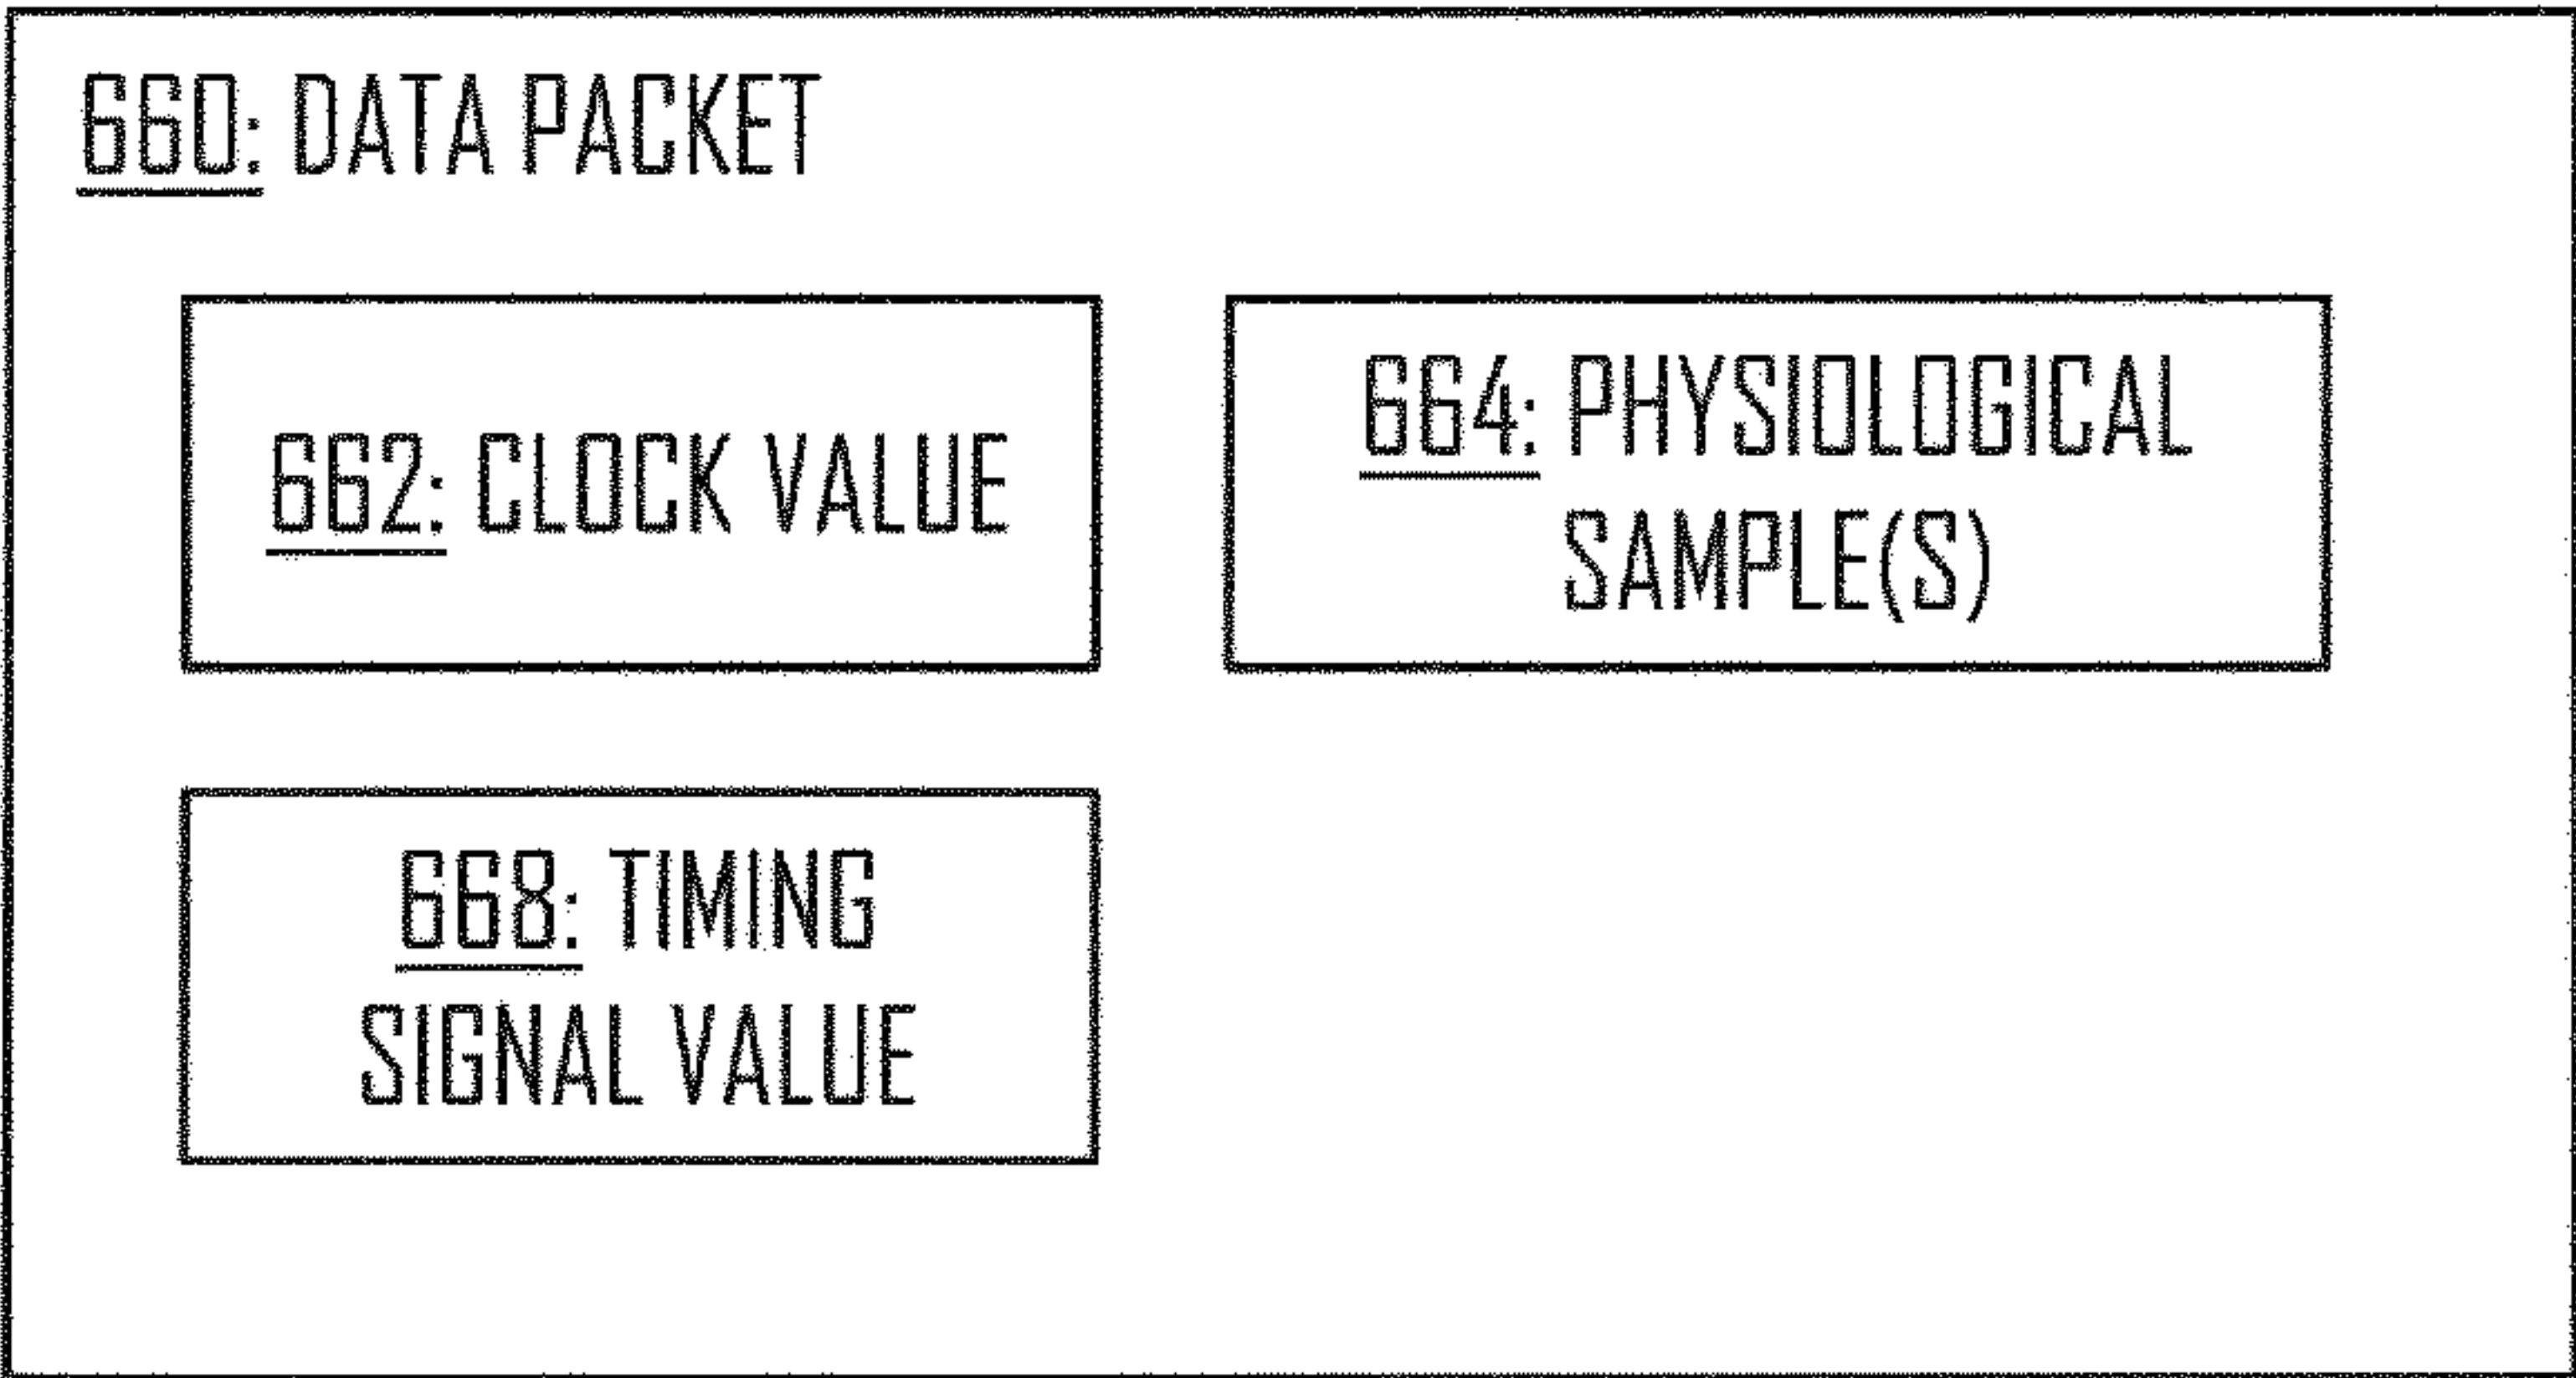 660: DATA PACKET
662: CLOCK VALUE
664: PHYSIOLOGICAL
SAMPLE(S)
668: TIMING
SIGNAL VALUE